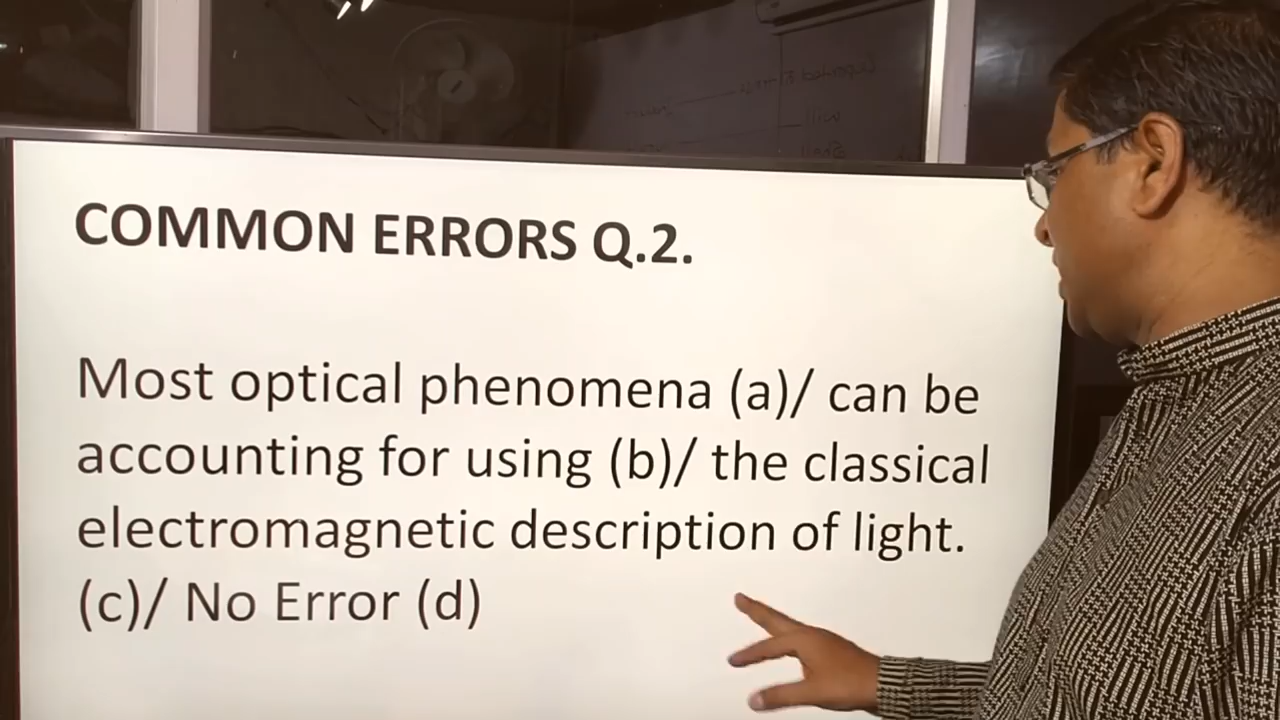 COMMON ERRORS Q.2.
Most optical phenomena (a)/ can be
accounting for using (b)/ the classical
electromagnetic description of light.
(c)/ No Error (d)